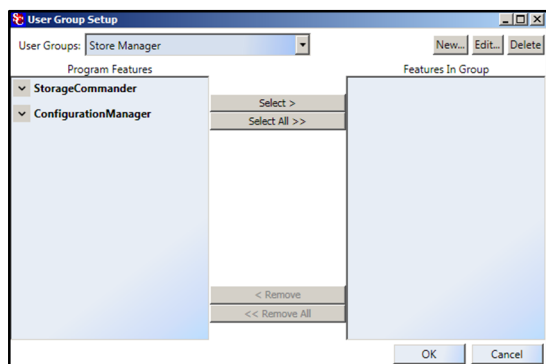 SC User Group Setup
User Groups: Store Manager New... Edit... Delete
Program Features Features In Group
StorageCommander
ConfigurationManager
Select >
Select All >>
< Remove
<< Remove All
OK Cancel